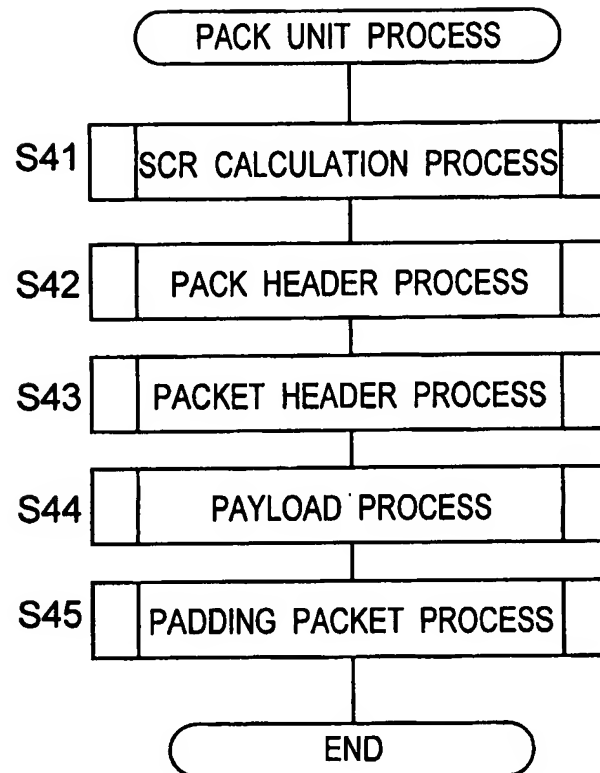 PACK UNIT PROCESS
S41 SCR CALCULATION PROCESS
S42 PACK HEADER PROCESS
S43 PACKET HEADER PROCESS
S44 PAYLOAD PROCESS
S45 PADDING PACKET PROCESS
END